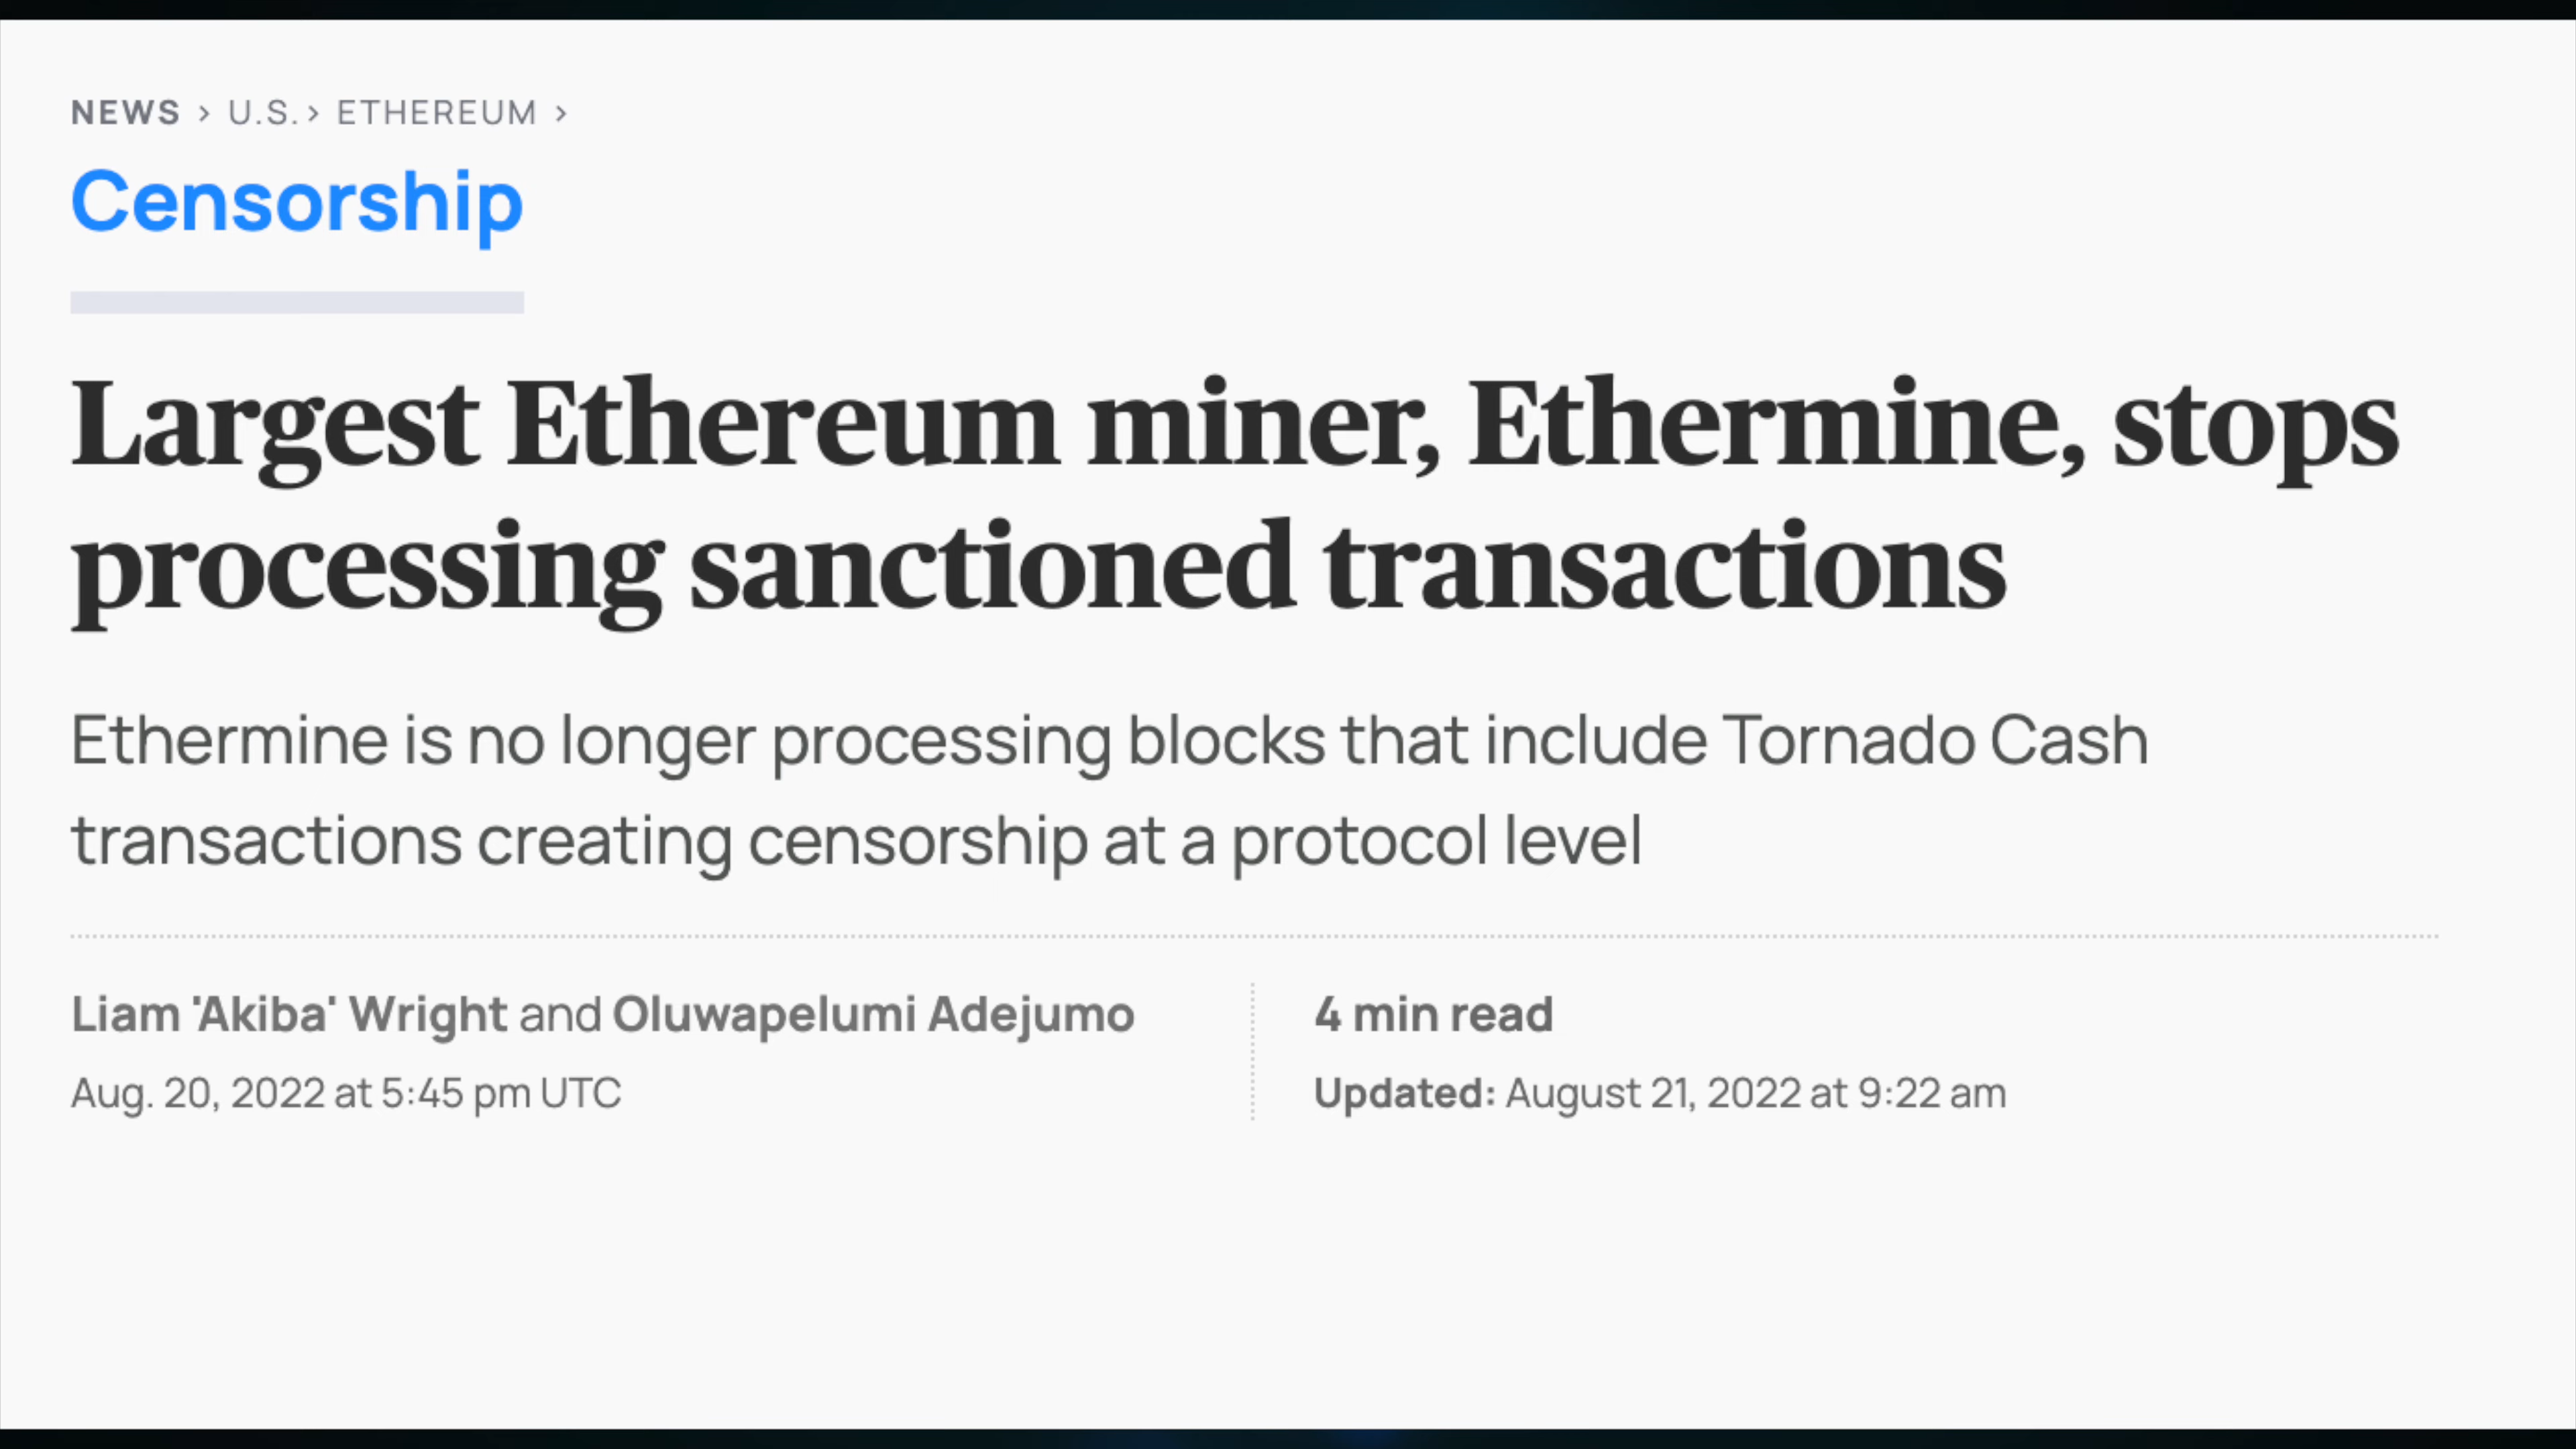 NEWS > U.S. > ETHEREUM >
Censorship
Largest Ethereum miner, Ethermine, stops
processing sanctioned transactions
Ethermine is no longer processing blocks that include Tornado Cash
transactions creating censorship at a protocol level
Liam 'Akiba' Wright and Oluwapelumi Adejumo
4 min read
Aug. 20, 2022 at 5:45 pm UTC
Updated: August 21, 2022 at 9:22 am